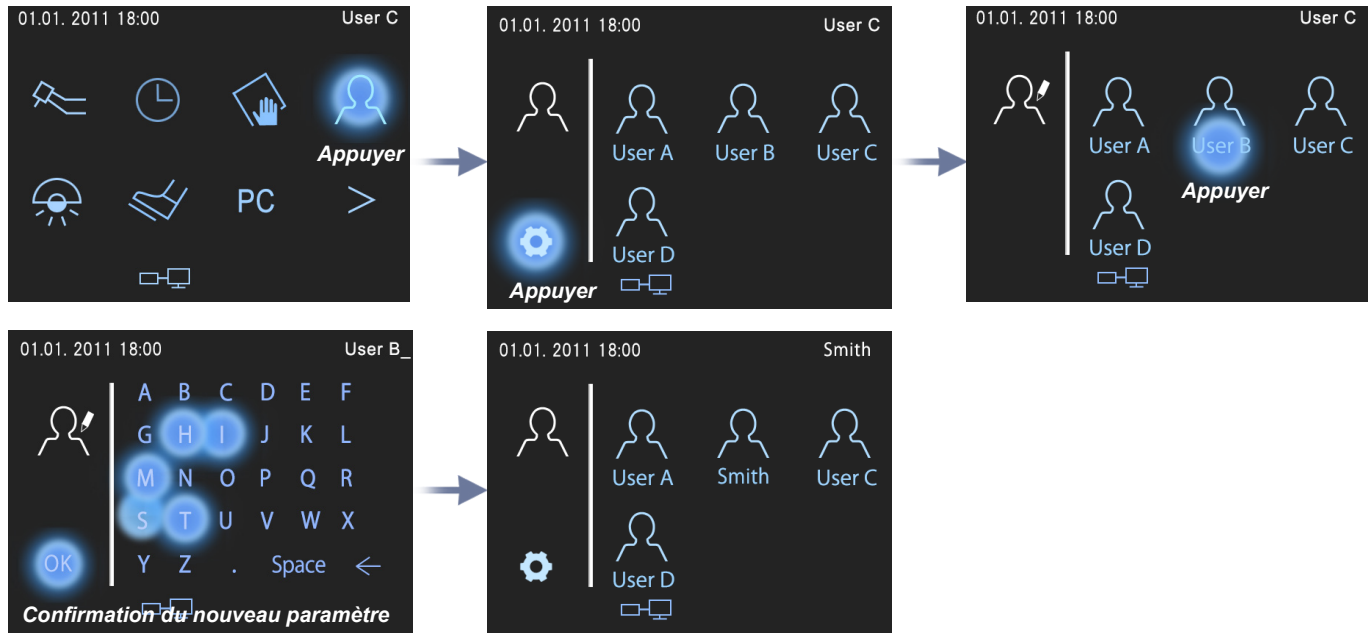 01.01. 2011 18:00 User C
Appuyer
PC >
01.01. 2011 18:00 User C
User A User B User C
User D
Appuyer
01.01. 2011 18:00 User C
User A User B User C
Appuyer
User D
01.01. 2011 18:00 User B_
A B C D E F
G H I J K L
M N O P Q R
S T U V W X
OK Y Z . Space ←
Confirmation du nouveau paramètre
01.01. 2011 18:00 Smith
User A Smith User C
User D